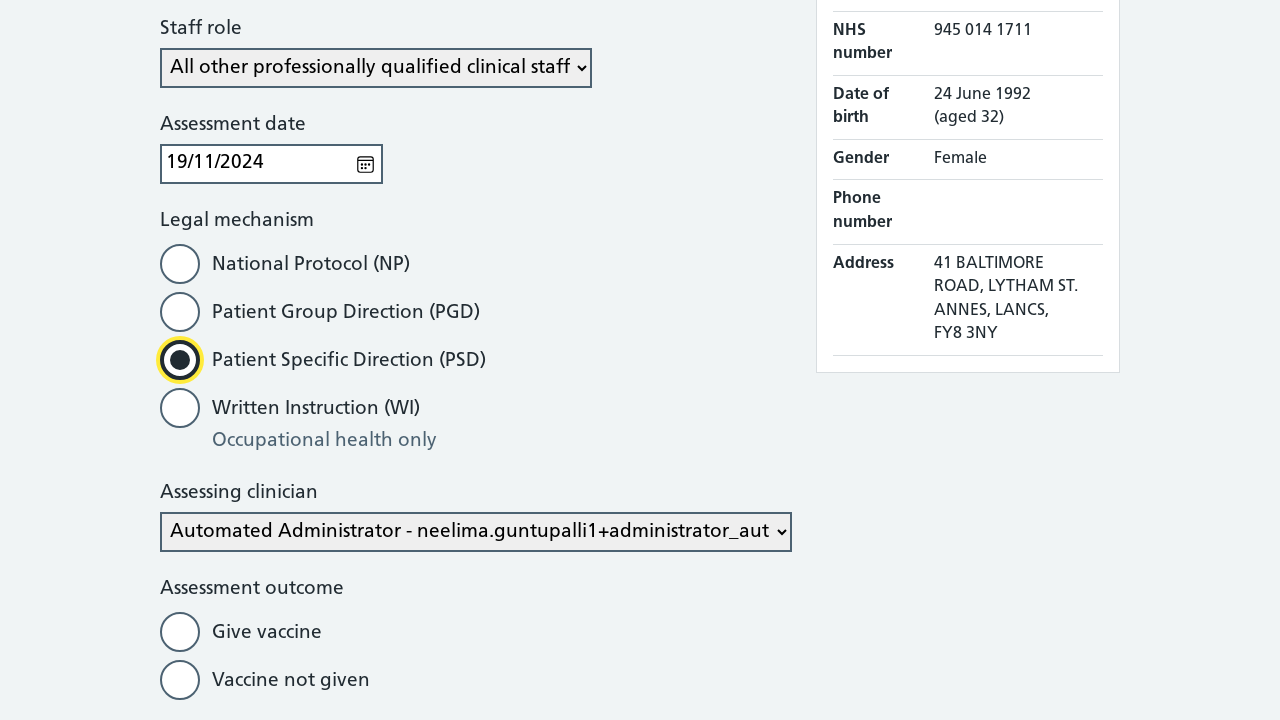 Staff role
All other professionally qualified clinical staff
Assessment date
19/11/2024
Legal mechanism
National Protocol (NP)
Patient Group Direction (PGD)
Patient Specific Direction (PSD)
Written Instruction (WI)
Occupational health only
Assessing clinician
Automated Administrator - neelima.guntupalli1+administrator_aut
Assessment outcome
Give vaccine
Vaccine not given
NHS number
945 014 1711
Date of birth
24 June 1992
(aged 32)
Gender
Female
Phone number
Address
41 BALTIMORE
ROAD, LYTHAM ST.
ANNES, LANCS,
FY8 3NY